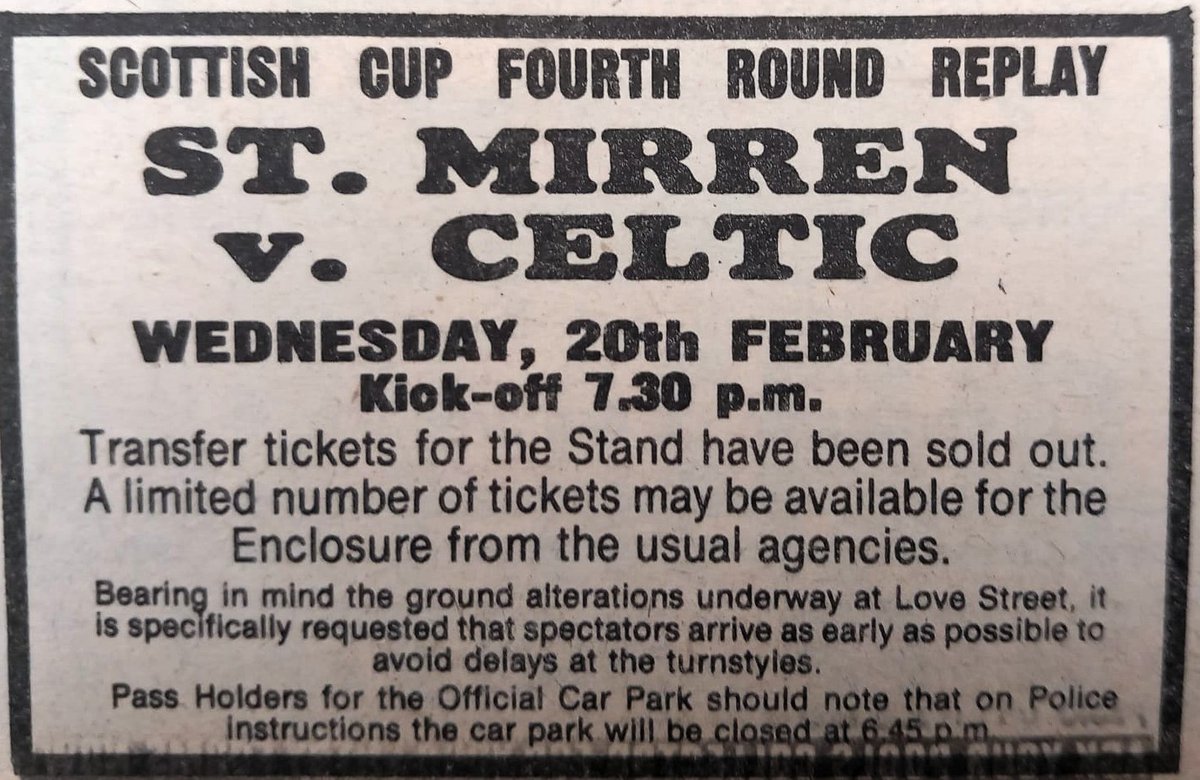 SCOTTISH CUP FOURTH ROUND REPLAY
ST. MIRREN
v. CELTIC
WEDNESDAY, 20th FEBRUARY
Kick-off 7.30 p.m.
Transfer tickets for the Stand have been sold out.
A limited number of tickets may be available for the
Enclosure from the usual agencies.
Bearing in mind the ground alterations underway at Love Street, it
is specifically requested that spectators arrive as early as possible to
avoid delays at the turnstyles.
Pass Holders for the Official Car Park should note that on Police
instructions the car park will be closed at 6.45 p.m.